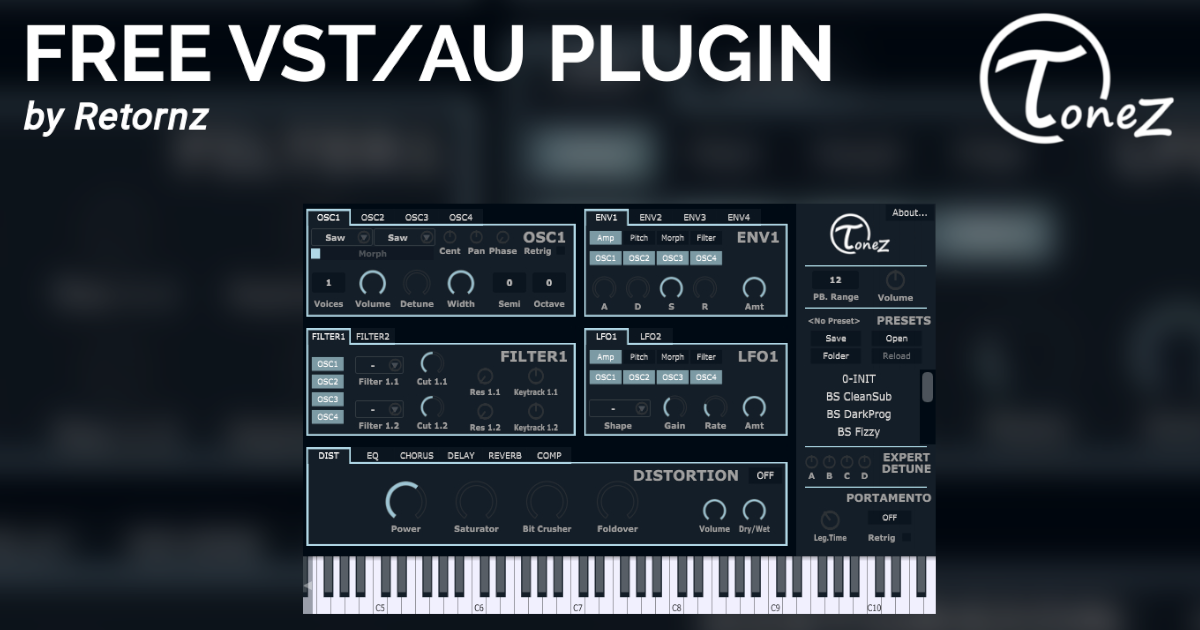 FREE VST/AU PLUGIN
by Retornz
ToneZ
OSC1 OSC2 OSC3 OSC4
Saw Saw OSC1
Morph Cent Pan Phase Retrig
1 0 0
Voices Volume Detune Width Semi Octave
ENV1 ENV2 ENV3 ENV4
Amp Pitch Morph Filter ENV1
OSC1 OSC2 OSC3 OSC4
A D S R Amt
FILTER1 FILTER2
FILTER1
OSC1 -
OSC2 Filter 1.1 Cut 1.1 Res 1.1 Keytrack 1.1
OSC3 -
OSC4 Filter 1.2 Cut 1.2 Res 1.2 Keytrack 1.2
LFO1 LFO2
Amp Pitch Morph Filter LFO1
OSC1 OSC2 OSC3 OSC4
-
Shape Gain Rate Amt
DIST EQ CHORUS DELAY REVERB COMP
DISTORTION OFF
Power Saturator Bit Crusher Foldover Volume Dry/Wet
About...
ToneZ
12
PB. Range Volume
<No Preset> PRESETS
Save Open
Folder Reload
0-INIT
BS CleanSub
BS DarkProg
BS Fizzy
EXPERT
DETUNE
A B C D
PORTAMENTO
OFF
Leg.Time Retrig
C5 C6 C7 C8 C9 C10